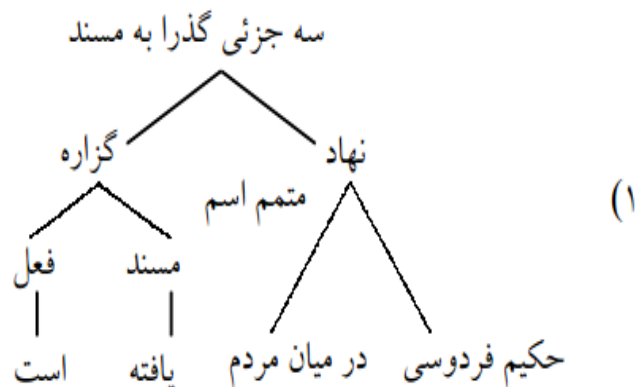 سه جزئی گذرا به مسند
نهاد گزاره
۱)
متمم اسم
مسند فعل
حکیم فردوسی در میان مردم یافته است